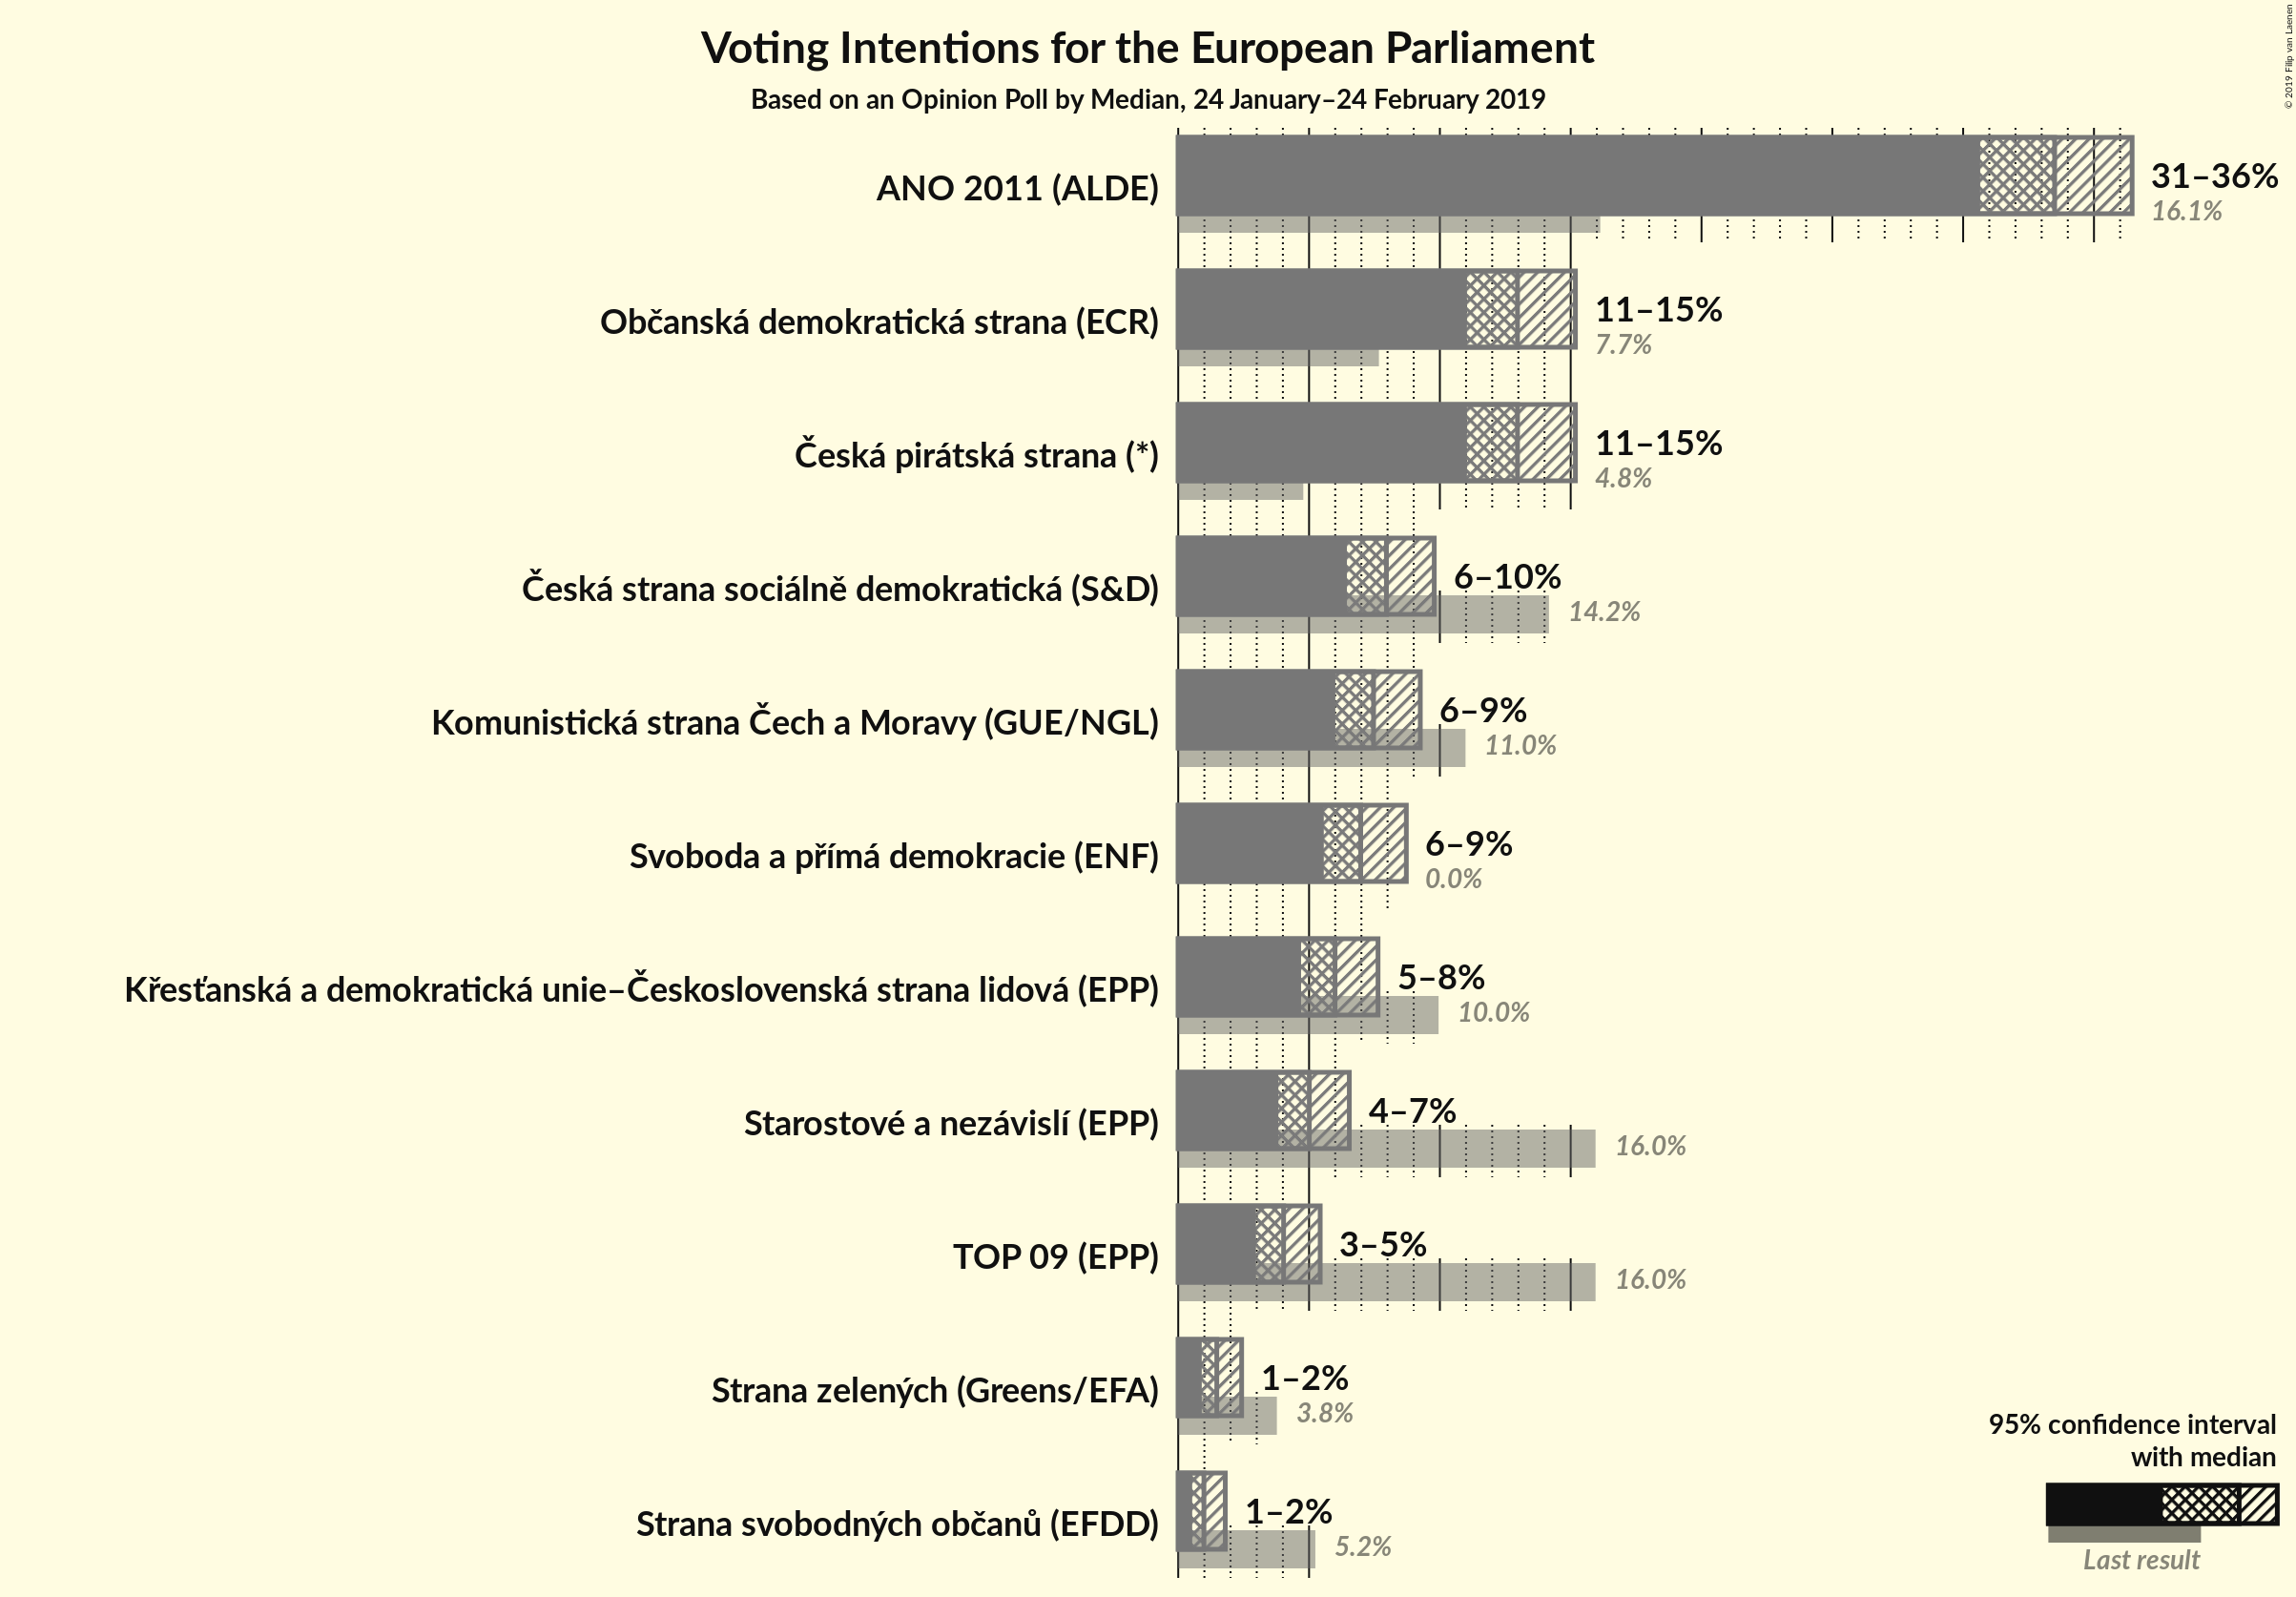 Voting Intentions for the European Parliament
Based on an Opinion Poll by Median, 24 January–24 February 2019
© 2019 Filip van Laenen
ANO 2011 (ALDE)
31–36%
16.1%
Občanská demokratická strana (ECR)
11–15%
7.7%
Česká pirátská strana (*)
11–15%
4.8%
Česká strana sociálně demokratická (S&D)
6–10%
14.2%
Komunistická strana Čech a Moravy (GUE/NGL)
6–9%
11.0%
Svoboda a přímá demokracie (ENF)
6–9%
0.0%
Křesťanská a demokratická unie–Československá strana lidová (EPP)
5–8%
10.0%
Starostové a nezávislí (EPP)
4–7%
16.0%
TOP 09 (EPP)
3–5%
16.0%
Strana zelených (Greens/EFA)
1–2%
3.8%
Strana svobodných občanů (EFDD)
1–2%
5.2%
95% confidence interval
with median
Last result